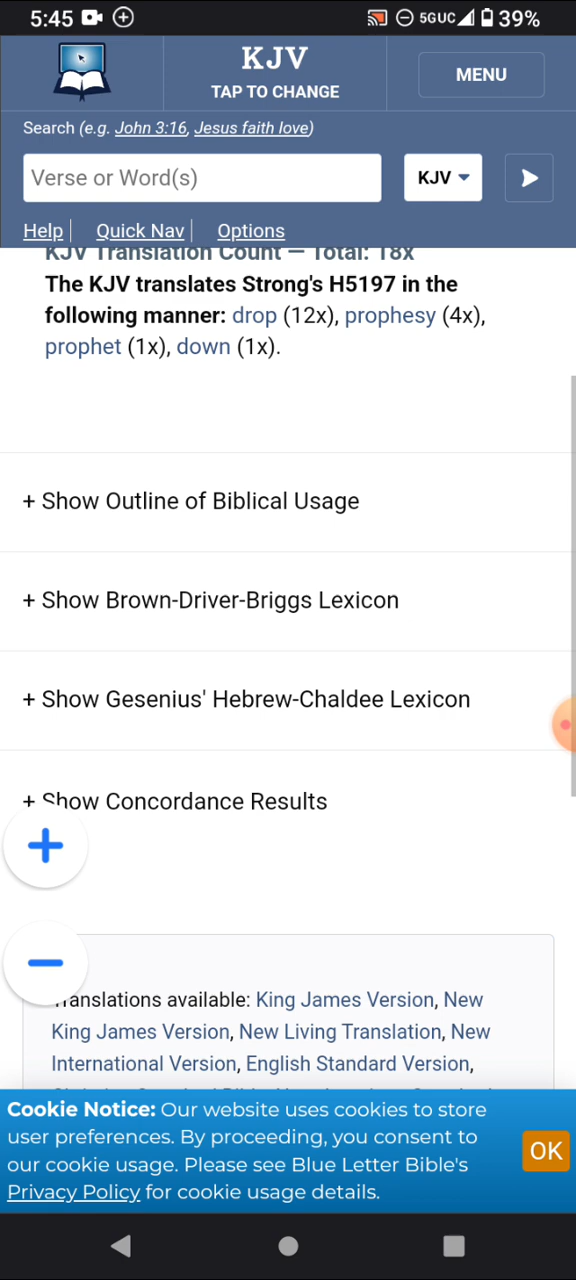 5:45
5GUC 39%
KJV
TAP TO CHANGE
MENU
Search (e.g. John 3:16, Jesus faith love)
Verse or Word(s)
KJV
Help Quick Nav Options
KJV Translation Count — Total: 18x
The KJV translates Strong's H5197 in the
following manner: drop (12x), prophesy (4x),
prophet (1x), down (1x).
+ Show Outline of Biblical Usage
+ Show Brown-Driver-Briggs Lexicon
+ Show Gesenius' Hebrew-Chaldee Lexicon
+ Show Concordance Results
Translations available: King James Version, New
King James Version, New Living Translation, New
International Version, English Standard Version,
Cookie Notice: Our website uses cookies to store
user preferences. By proceeding, you consent to
our cookie usage. Please see Blue Letter Bible's
Privacy Policy for cookie usage details.
OK